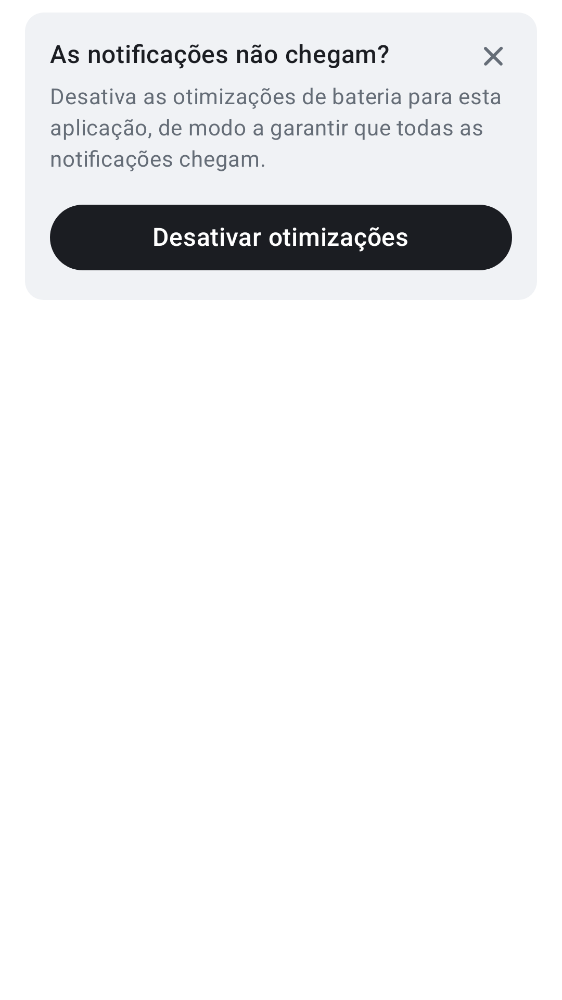 As notificações não chegam?
Desativa as otimizações de bateria para esta
aplicação, de modo a garantir que todas as
notificações chegam.
Desativar otimizações